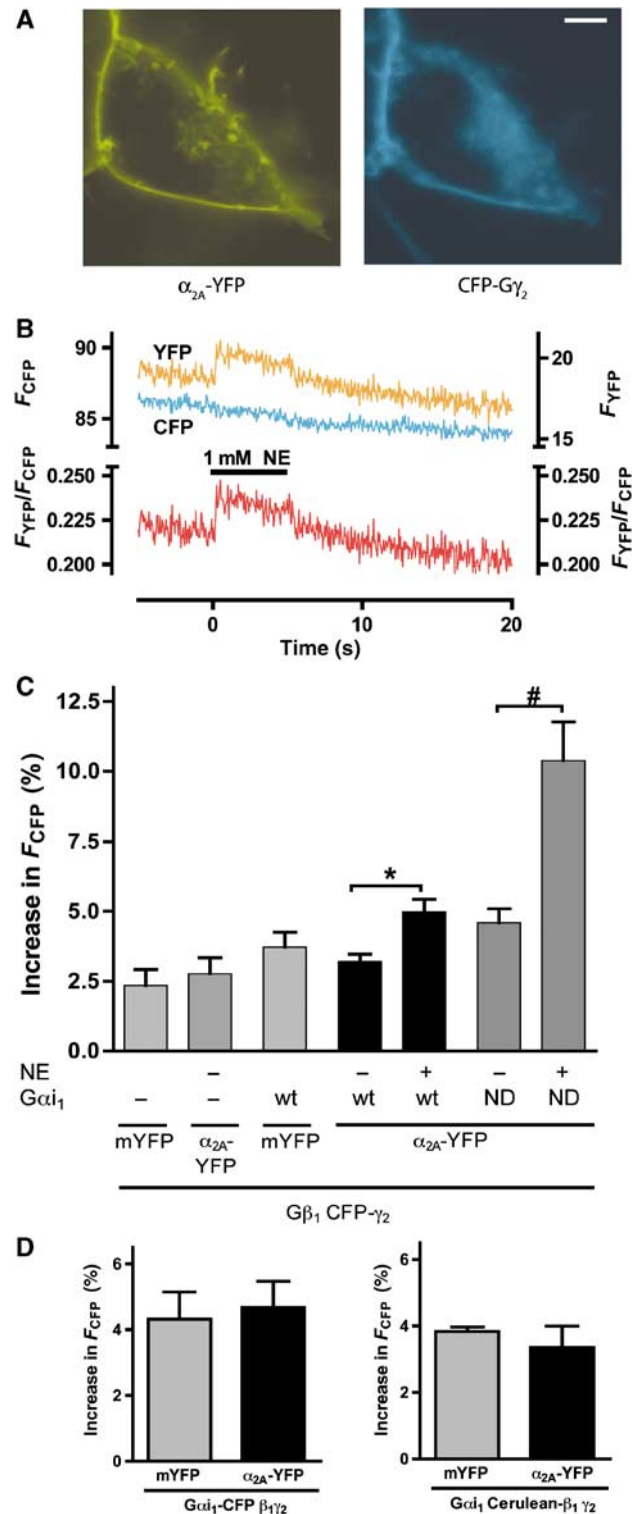 A
α2A-YFP
CFP-Gγ2
B
90
85
FCFP
YFP
CFP
20
15
FYFP
1 mM NE
0.250
0.225
0.200
FYFP/FCFP
0.250
0.225
0.200
FYFP/FCFP
0 10 20
Time (s)
C
12.5
10.0
7.5
5.0
2.5
0.0
Increase in FCFP (%)
*
#
NE – – + – +
Gαi1 – – wt wt wt ND ND
mYFP α2A-YFP mYFP α2A-YFP
Gβ1 CFP-γ2
D
6
4
2
0
Increase in FCFP (%)
mYFP α2A-YFP
Gαi1-CFP β1γ2
6
4
2
0
Increase in FCFP (%)
mYFP α2A-YFP
Gαi1 Cerulean-β1 γ2